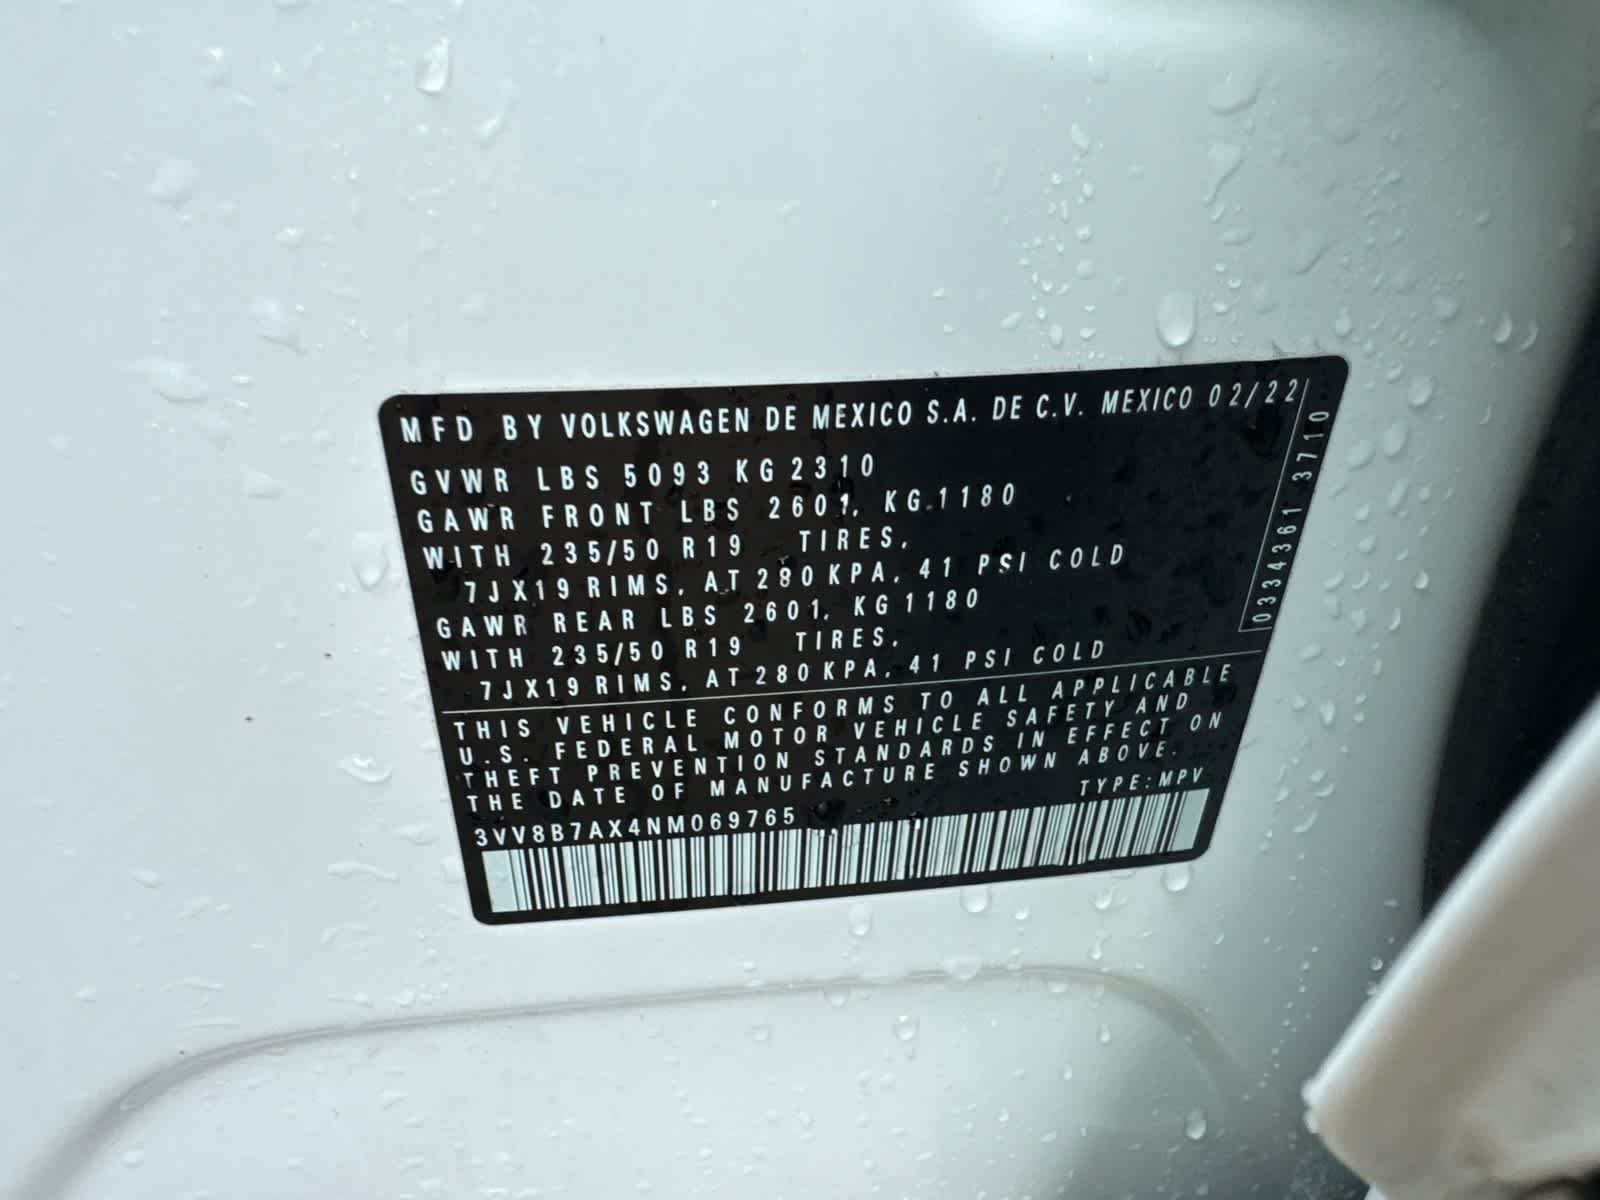 MFD BY VOLKSWAGEN DE MEXICO S.A. DE C.V. MEXICO 02/22
GVWR LBS 5093 KG 2310
GAWR FRONT LBS 2601, KG.1180
WITH 235/50 R19 TIRES,
7JX19 RIMS, AT 280 KPA, 41 PSI COLD
GAWR REAR LBS 2601, KG 1180
WITH 235/50 R19 TIRES,
7JX19 RIMS, AT 280 KPA, 41 PSI COLD
THIS VEHICLE CONFORMS TO ALL APPLICABLE
U.S. FEDERAL MOTOR VEHICLE SAFETY AND
THEFT PREVENTION STANDARDS IN EFFECT ON
THE DATE OF MANUFACTURE SHOWN ABOVE.
TYPE:MPV
3VV8B7AX4NM069765
0334361 3710